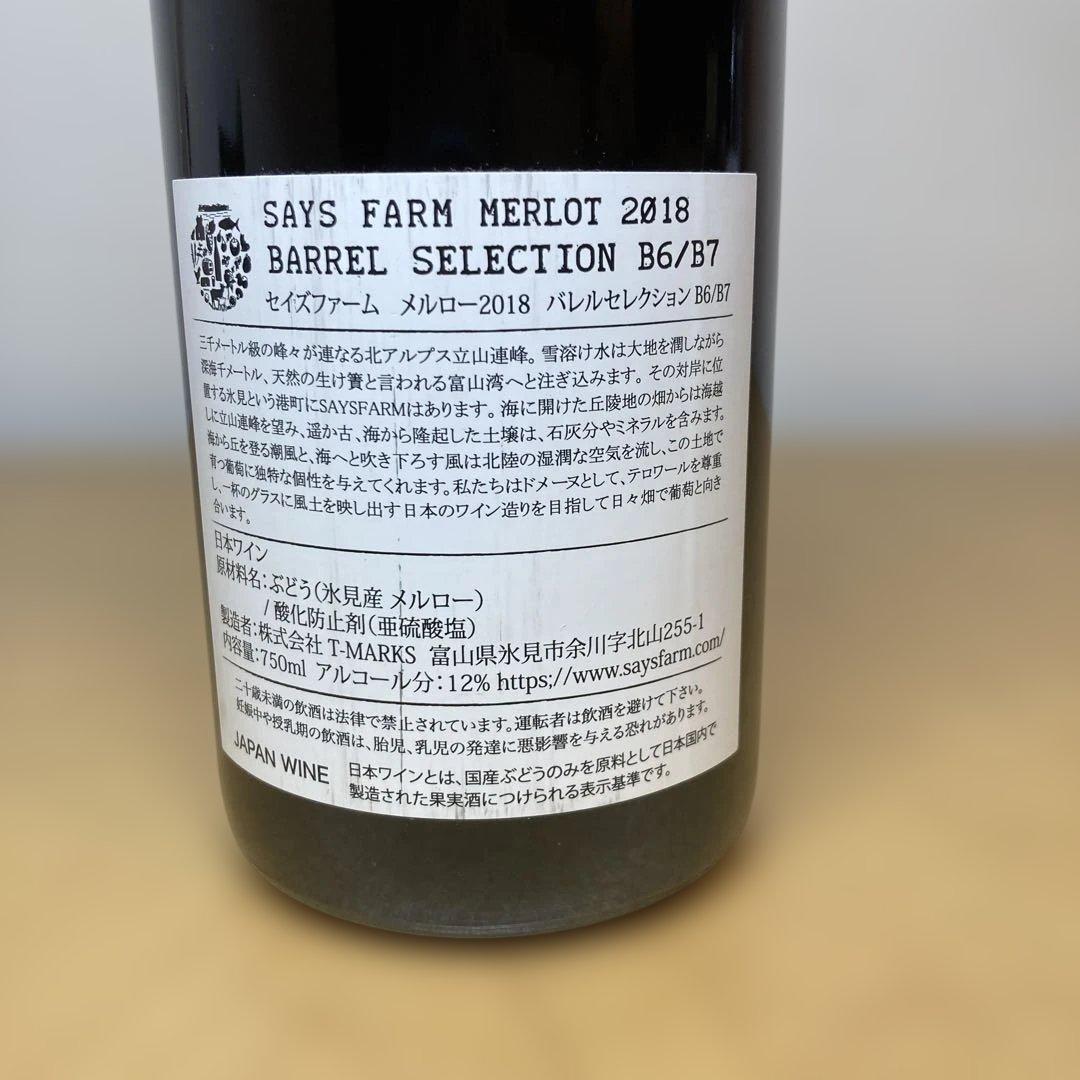 SAYS FARM MERLOT 2018
BARREL SELECTION B6/B7
セイズファーム メルロー2018 バレルセレクション B6/B7
三千メートル級の峰々が連なる北アルプス立山連峰。雪溶け水は大地を潤しながら
深海千メートル、天然の生け簀と言われる富山湾へと注ぎ込みます。その対岸に位
置する氷見という港町にSAYSFARMはあります。海に開けた丘陵地の畑からは海越
しに立山連峰を望み、遥か古、海から隆起した土壌は、石灰分やミネラルを含みます。
海から丘を登る潮風と、海へと吹き下ろす風は北陸の湿潤な空気を流し、この土地で
育つ葡萄に独特な個性を与えてくれます。私たちはドメーヌとして、テロワールを尊重
し、一杯のグラスに風土を映し出す日本のワイン造りを目指して日々畑で葡萄と向き
合います。
日本ワイン
原材料名：ぶどう（氷見産 メルロー）
/ 酸化防止剤（亜硫酸塩）
製造者：株式会社 T-MARKS 富山県氷見市余川字北山255-1
内容量：750ml アルコール分：12% https;//www.saysfarm.com/
二十歳未満の飲酒は法律で禁止されています。運転者は飲酒を避けて下さい。
妊娠中や授乳期の飲酒は、胎児、乳児の発達に悪影響を与える恐れがあります。
JAPAN WINE
日本ワインとは、国産ぶどうのみを原料として日本国内で
製造された果実酒につけられる表示基準です。